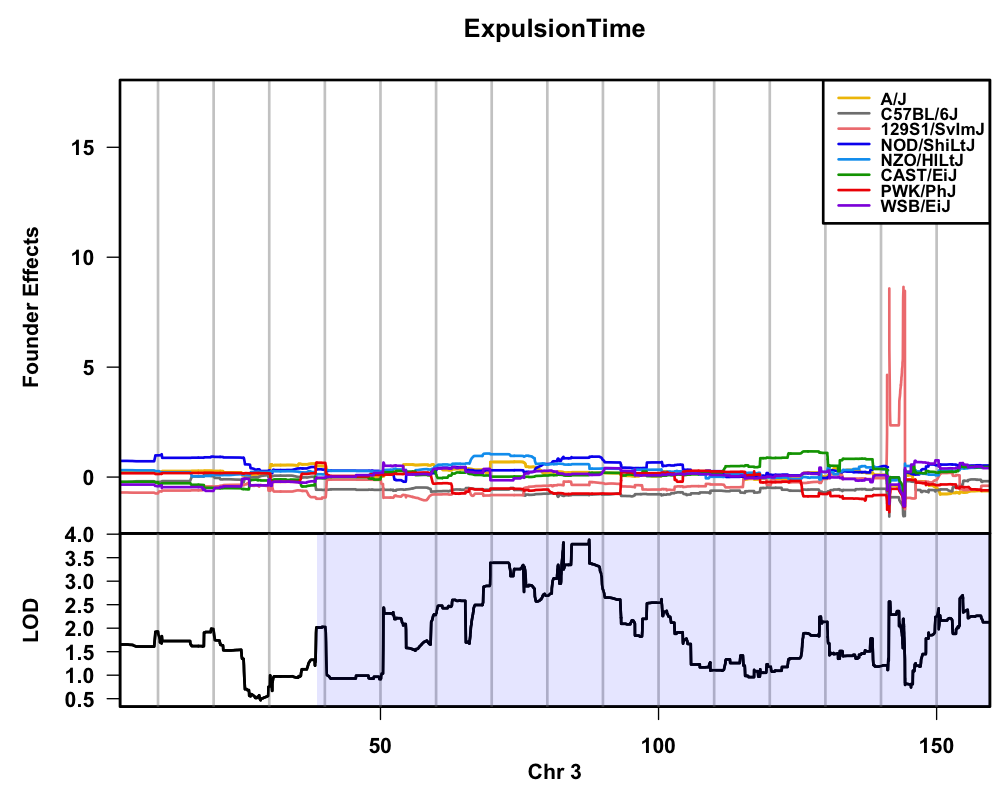 ExpulsionTime
A/J
C57BL/6J
129S1/SvImJ
NOD/ShiLtJ
NZO/HlLtJ
CAST/EiJ
PWK/PhJ
WSB/EiJ
15
10
5
0
Founder Effects
4.0
3.5
3.0
2.5
2.0
1.5
1.0
0.5
LOD
50 100 150
Chr 3